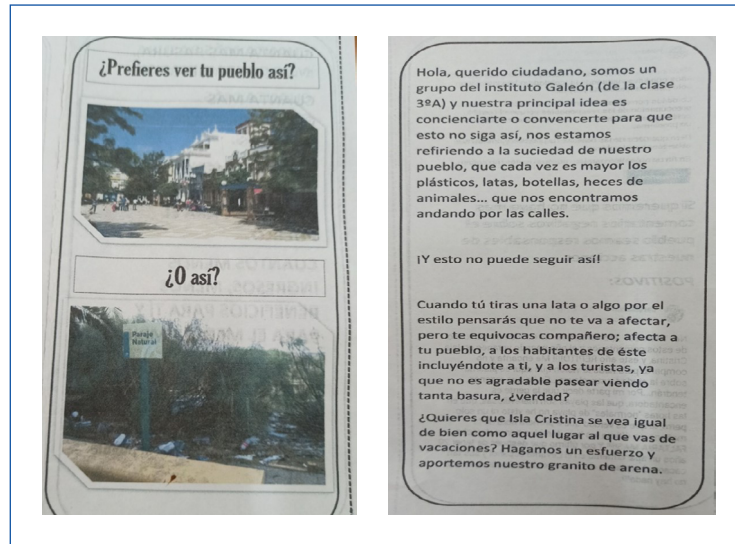 ¿Prefieres ver tu pueblo así?
¿O así?
Paraje
Natural
Hola, querido ciudadano, somos un
grupo del instituto Galeón (de la clase
3ºA) y nuestra principal idea es
concienciarte o convencerte para que
esto no siga así, nos estamos
refiriendo a la suciedad de nuestro
pueblo, que cada vez es mayor los
plásticos, latas, botellas, heces de
animales... que nos encontramos
andando por las calles.
¡Y esto no puede seguir así!
Cuando tú tiras una lata o algo por el
estilo pensarás que no te va a afectar,
pero te equivocas compañero; afecta a
tu pueblo, a los habitantes de éste
incluyéndote a ti, y a los turistas, ya
que no es agradable pasear viendo
tanta basura, ¿verdad?
¿Quieres que Isla Cristina se vea igual
de bien como aquel lugar al que vas de
vacaciones? Hagamos un esfuerzo y
aportemos nuestro granito de arena.